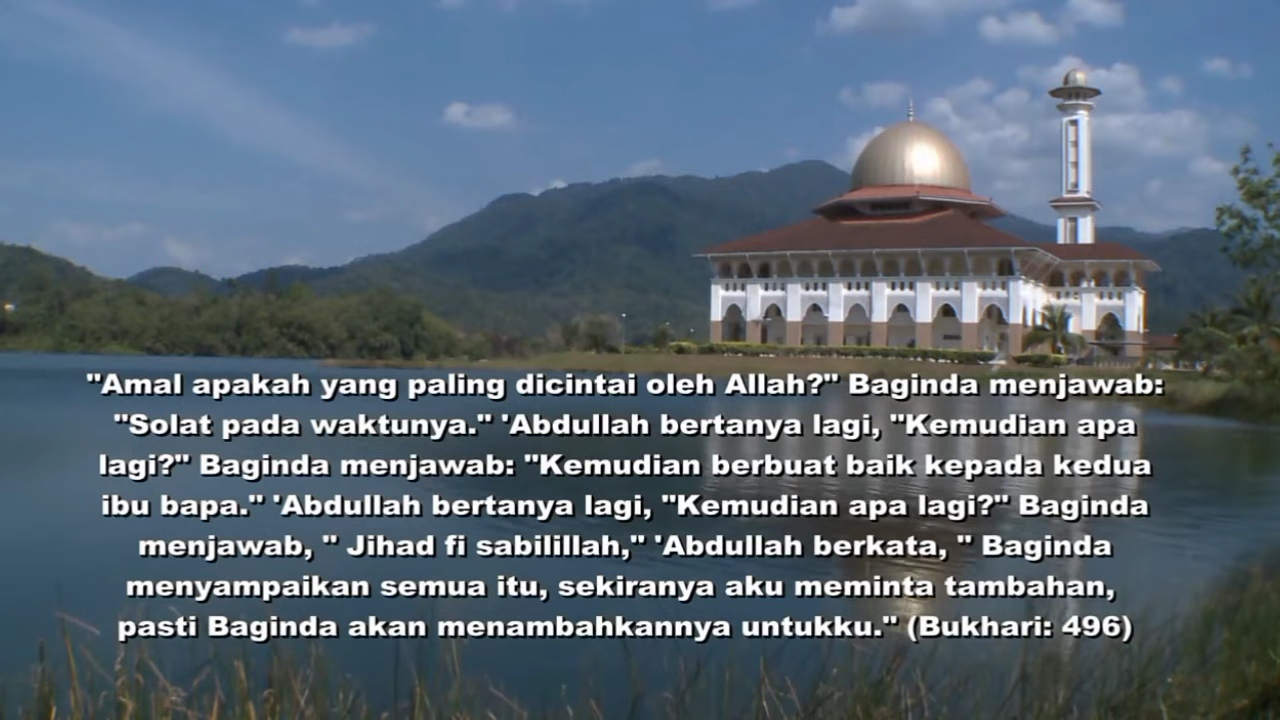 "Amal apakah yang paling dicintai oleh Allah?" Baginda menjawab:
"Solat pada waktunya." 'Abdullah bertanya lagi, "Kemudian apa
lagi?" Baginda menjawab: "Kemudian berbuat baik kepada kedua
ibu bapa." 'Abdullah bertanya lagi, "Kemudian apa lagi?" Baginda
menjawab, " Jihad fi sabilillah," 'Abdullah berkata, " Baginda
menyampaikan semua itu, sekiranya aku meminta tambahan,
pasti Baginda akan menambahkannya untukku." (Bukhari: 496)